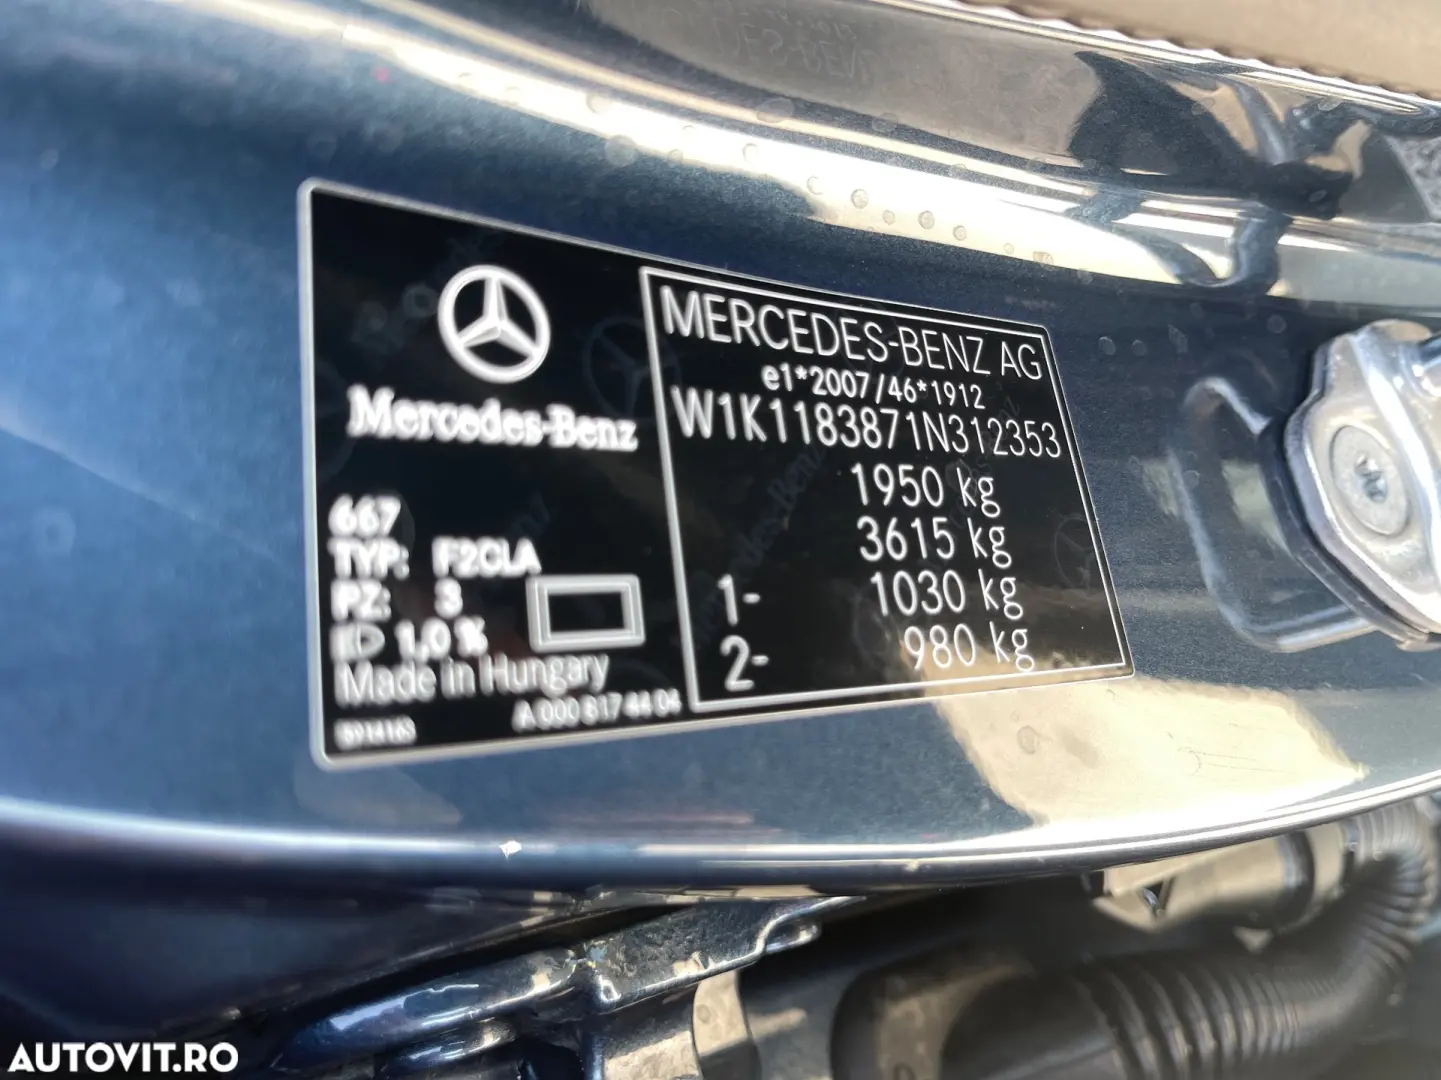 Mercedes-Benz
667
TYP: F2CLA
PZ: 3
1,0 %
Made in Hungary
A 000 817 44 04
MERCEDES-BENZ AG
e1*2007/46*1912
W1K1183871N312353
1950 kg
3615 kg
1- 1030 kg
2- 980 kg
AUTOVIT.RO